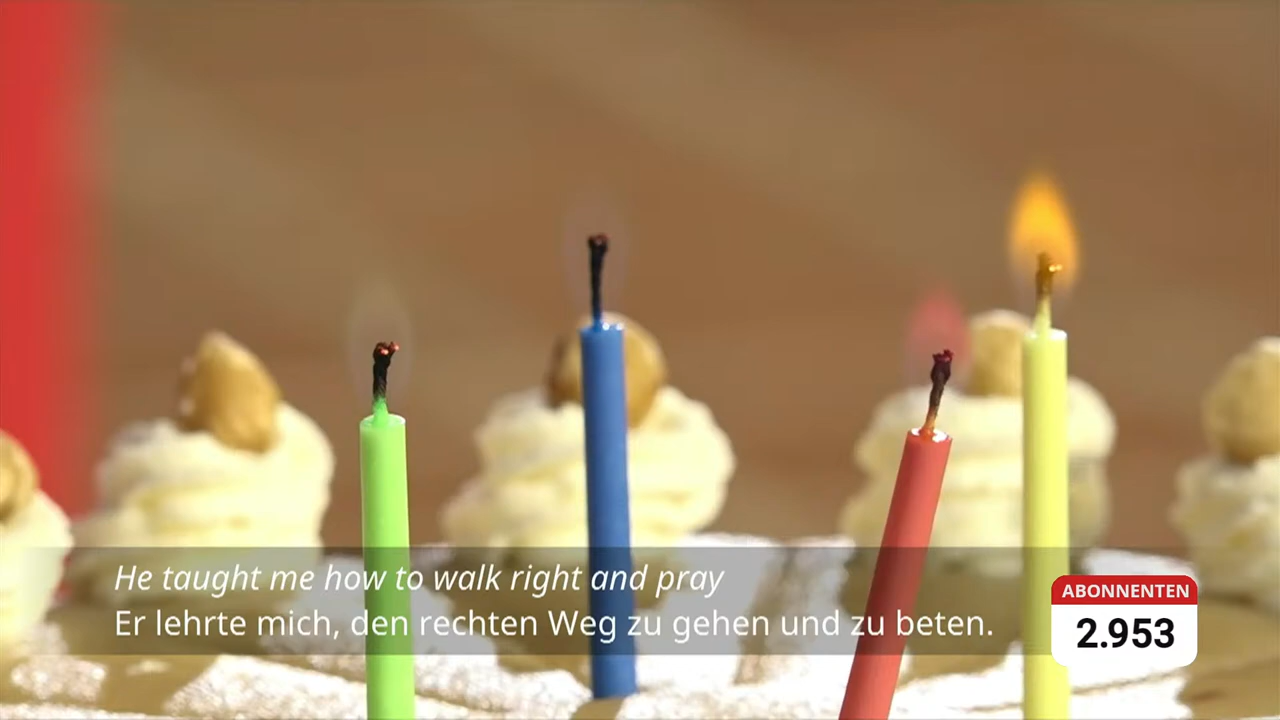 He taught me how to walk right and pray
Er lehrte mich, den rechten Weg zu gehen und zu beten.
ABONNENTEN
2.953